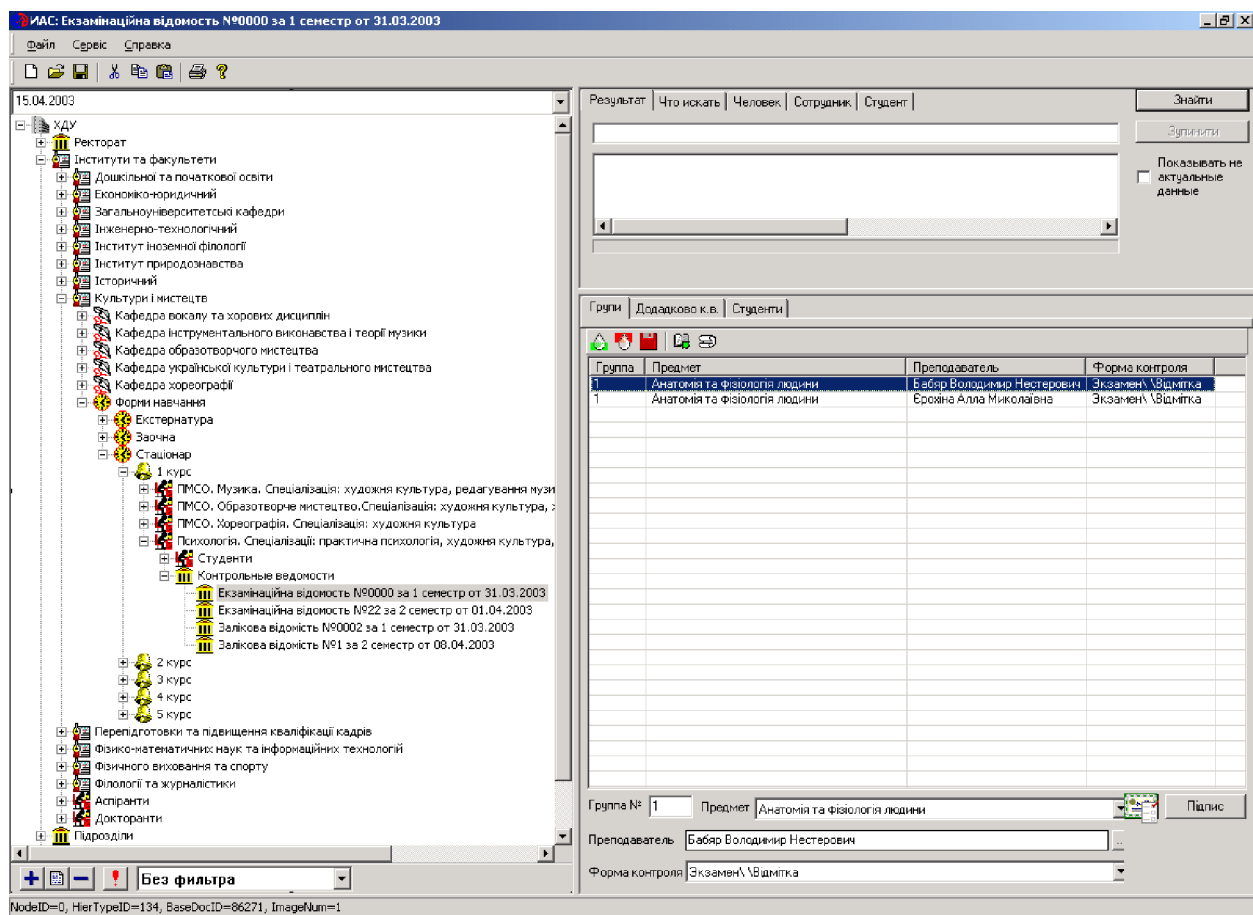 ИАС: Екзамінаційна відомость №0000 за 1 семестр от 31.03.2003
Файл Сервіс Справка
15.04.2003
ХДУ
Ректорат
Інститути та факультети
Дошкільної та початкової освіти
Економіко-юридичний
Загальноуніверситетські кафедри
Інженерно-технологічний
Інститут іноземної філології
Інститут природознавства
Історичний
Культури і мистецтв
Кафедра вокалу та хорових дисциплін
Кафедра інструментального виконавства і теорії музики
Кафедра образотворчого мистецтва
Кафедра української культури і театрального мистецтва
Кафедра хореографії
Форми навчання
Екстернатура
Заочна
Стаціонар
1 курс
ПМСО. Музика. Спеціалізація: художня культура, редагування музи
ПМСО. Образотворче мистецтво.Спеціалізація: художня культура,
ПМСО. Хореографія. Спеціалізація: художня культура
Психологія. Спеціалізації: практична психологія, художня культура,
Студенти
Контрольные ведомости
Екзамінаційна відомость №0000 за 1 семестр от 31.03.2003
Екзамінаційна відомость №22 за 2 семестр от 01.04.2003
Залікова відомість №0002 за 1 семестр от 31.03.2003
Залікова відомість №1 за 2 семестр от 08.04.2003
2 курс
3 курс
4 курс
5 курс
Перепідготовки та підвищення кваліфікації кадрів
Фізико-математичних наук та інформаційних технологій
Фізичного виховання та спорту
Філології та журналістики
Аспіранти
Докторанти
Підрозділи
Без фильтра
NodeID=0, HierTypeID=134, BaseDocID=86271, ImageNum=1
Результат Что искать Человек Сотрудник Студент
Знайти
Зупинити
Показывать не
актуальные
данные
Групи Додадково к.в. Студенти
Группа Предмет Преподаватель Форма контроля
1 Анатомія та фізіологія людини Бабяр Володимир Нестерович Экзамен\ \Відмітка
1 Анатомія та фізіологія людини Єрохіна Алла Миколаївна Экзамен\ \Відмітка
Группа № 1 Предмет Анатомія та фізіологія людини Підпис
Преподаватель Бабяр Володимир Нестерович ...
Форма контроля Экзамен\ \Відмітка